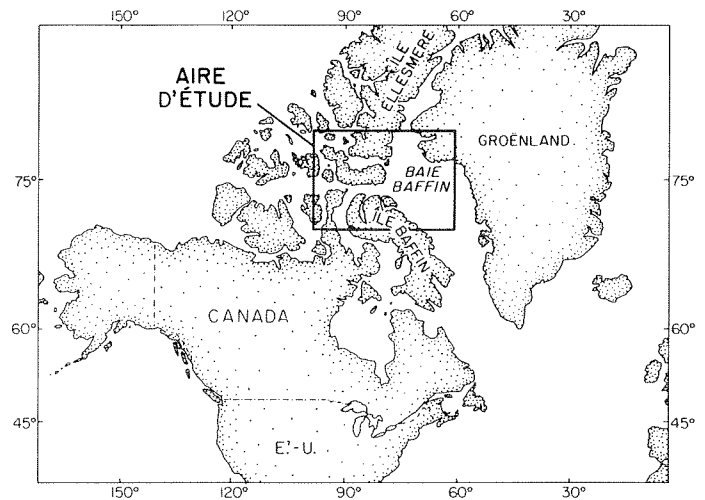 150° 120° 90° 60° 30°
AIRE
D'ÉTUDE
ÎLE
ELLESMERE
GROËNLAND
75° 75°
BAIE
BAFFIN
ÎLE BAFFIN
CANADA
60° 60°
45° 45°
E.-U.
150° 120° 90° 60° 30°